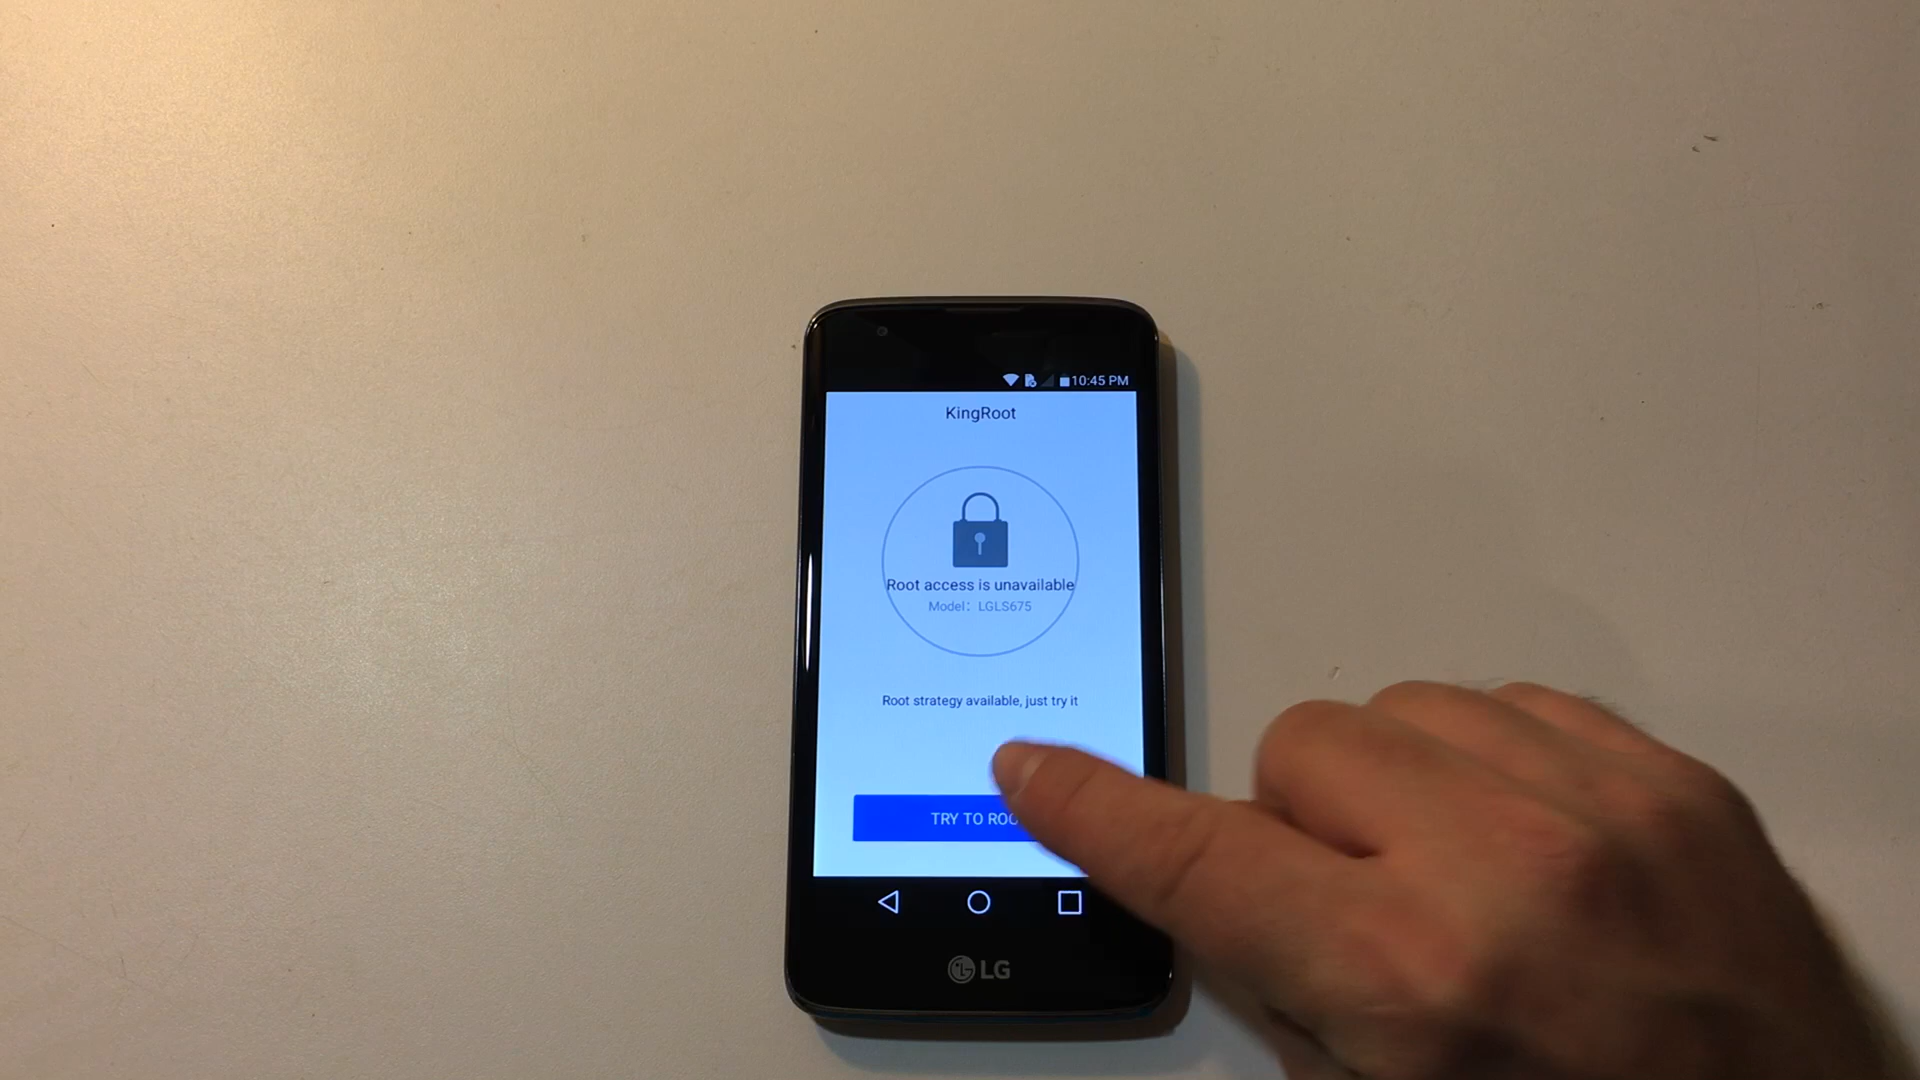 10:45 PM
KingRoot
Root access is unavailable
Model: LGLS675
Root strategy available, just try it
TRY TO ROO
LG